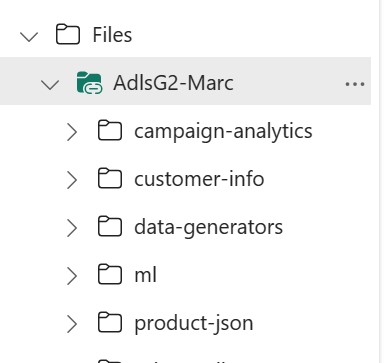 Files
AdlsG2-Marc
campaign-analytics
customer-info
data-generators
ml
product-json